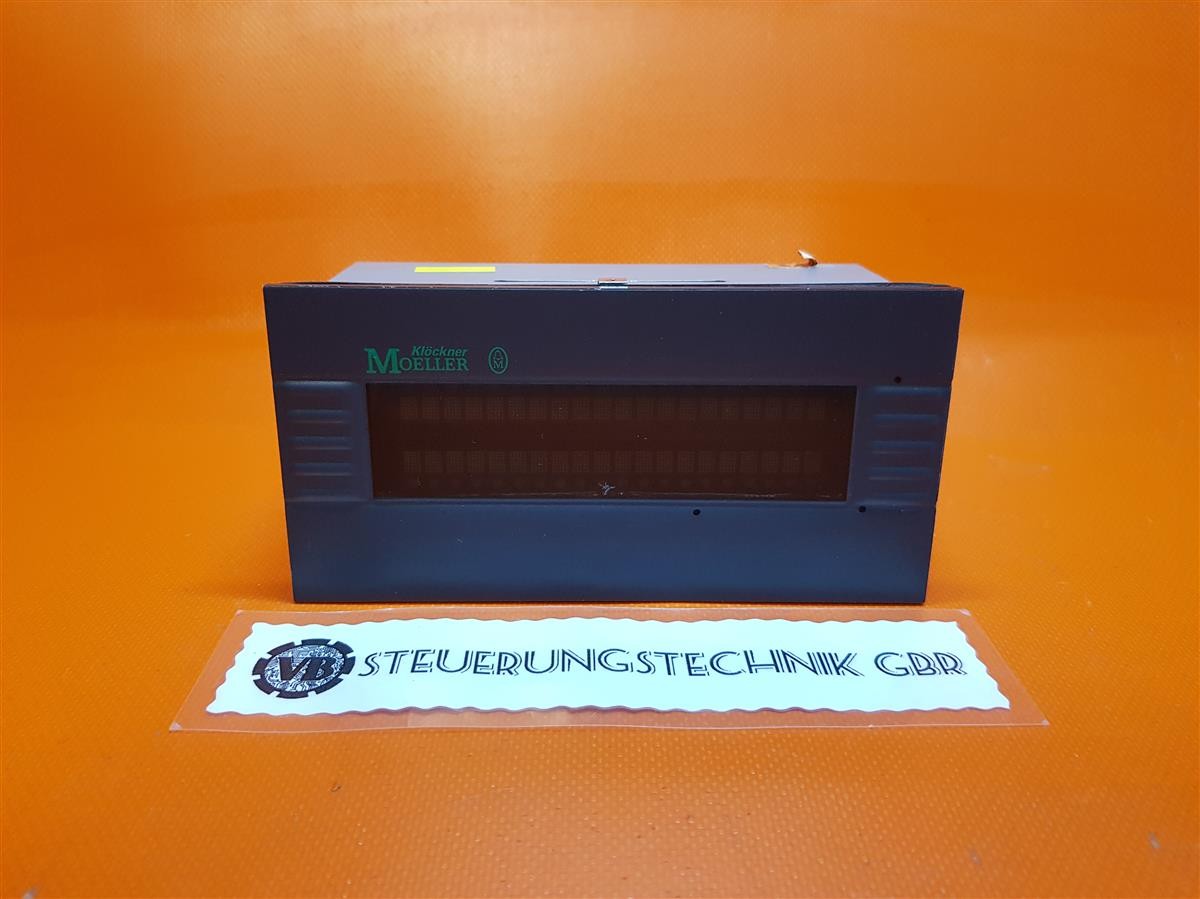 Klöckner
MOELLER
M
VB STEUERUNGSTECHNIK GBR